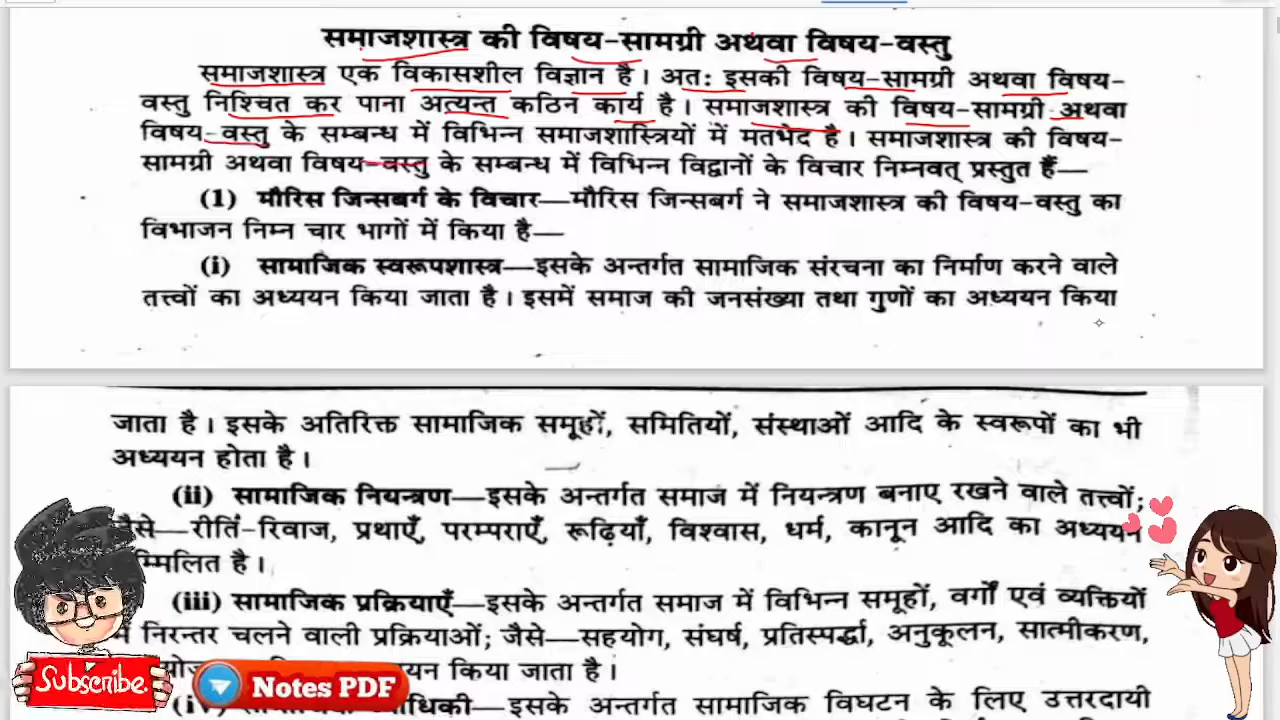 समाजशास्त्र की विषय-सामग्री अथवा विषय-वस्तु
समाजशास्त्र एक विकासशील विज्ञान है। अतः इसकी विषय-सामग्री अथवा विषय-
वस्तु निश्चित कर पाना अत्यन्त कठिन कार्य है। समाजशास्त्र की विषय-सामग्री अथवा
विषय-वस्तु के सम्बन्ध में विभिन्न समाजशास्त्रियों में मतभेद है। समाजशास्त्र की विषय-
सामग्री अथवा विषय-वस्तु के सम्बन्ध में विभिन्न विद्वानों के विचार निम्नवत् प्रस्तुत हैं—
(1) मौरिस जिन्सबर्ग के विचार—मौरिस जिन्सबर्ग ने समाजशास्त्र की विषय-वस्तु का
विभाजन निम्न चार भागों में किया है—
(i) सामाजिक स्वरूपशास्त्र—इसके अन्तर्गत सामाजिक संरचना का निर्माण करने वाले
तत्त्वों का अध्ययन किया जाता है। इसमें समाज की जनसंख्या तथा गुणों का अध्ययन किया
जाता है। इसके अतिरिक्त सामाजिक समूहों, समितियों, संस्थाओं आदि के स्वरूपों का भी
अध्ययन होता है।
(ii) सामाजिक नियन्त्रण—इसके अन्तर्गत समाज में नियन्त्रण बनाए रखने वाले तत्त्वों;
जैसे—रीति-रिवाज, प्रथाएँ, परम्पराएँ, रूढ़ियाँ, विश्वास, धर्म, कानून आदि का अध्ययन
म्मिलित है।
(iii) सामाजिक प्रक्रियाएँ—इसके अन्तर्गत समाज में विभिन्न समूहों, वर्गों एवं व्यक्तियों
में निरन्तर चलने वाली प्रक्रियाओं; जैसे—सहयोग, संघर्ष, प्रतिस्पर्द्धा, अनुकूलन, सात्मीकरण,
किया जाता है।
(iv) इसके अन्तर्गत सामाजिक विघटन के लिए उत्तरदायी
Subscribe.
Notes PDF